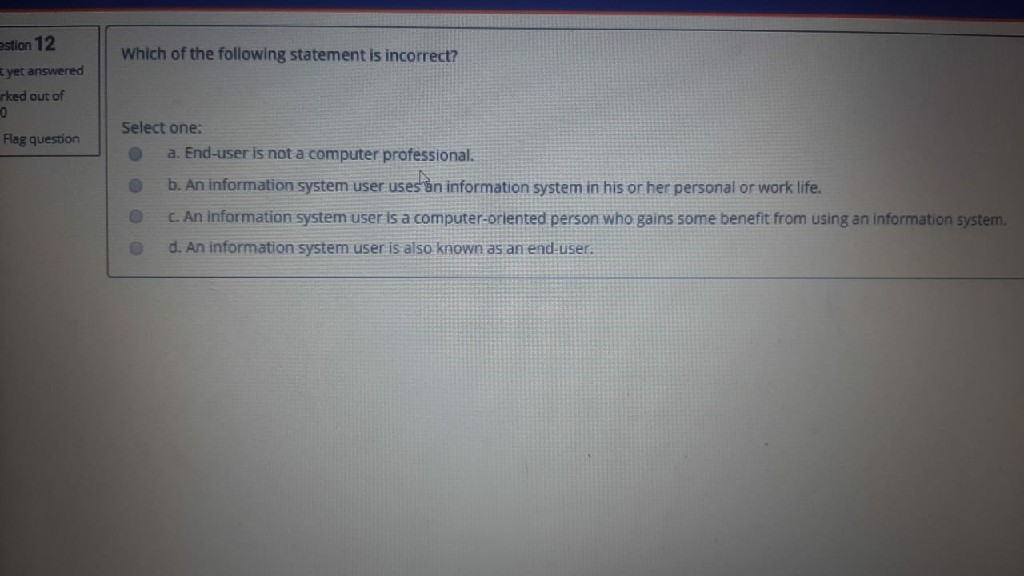 estion 12
t yet answered
rked out of
0
Flag question
Which of the following statement is incorrect?
Select one:
a. End-user is not a computer professional.
b. An information system user uses an information system in his or her personal or work life.
c. An information system user is a computer-oriented person who gains some benefit from using an information system.
d. An information system user is also known as an end-user.